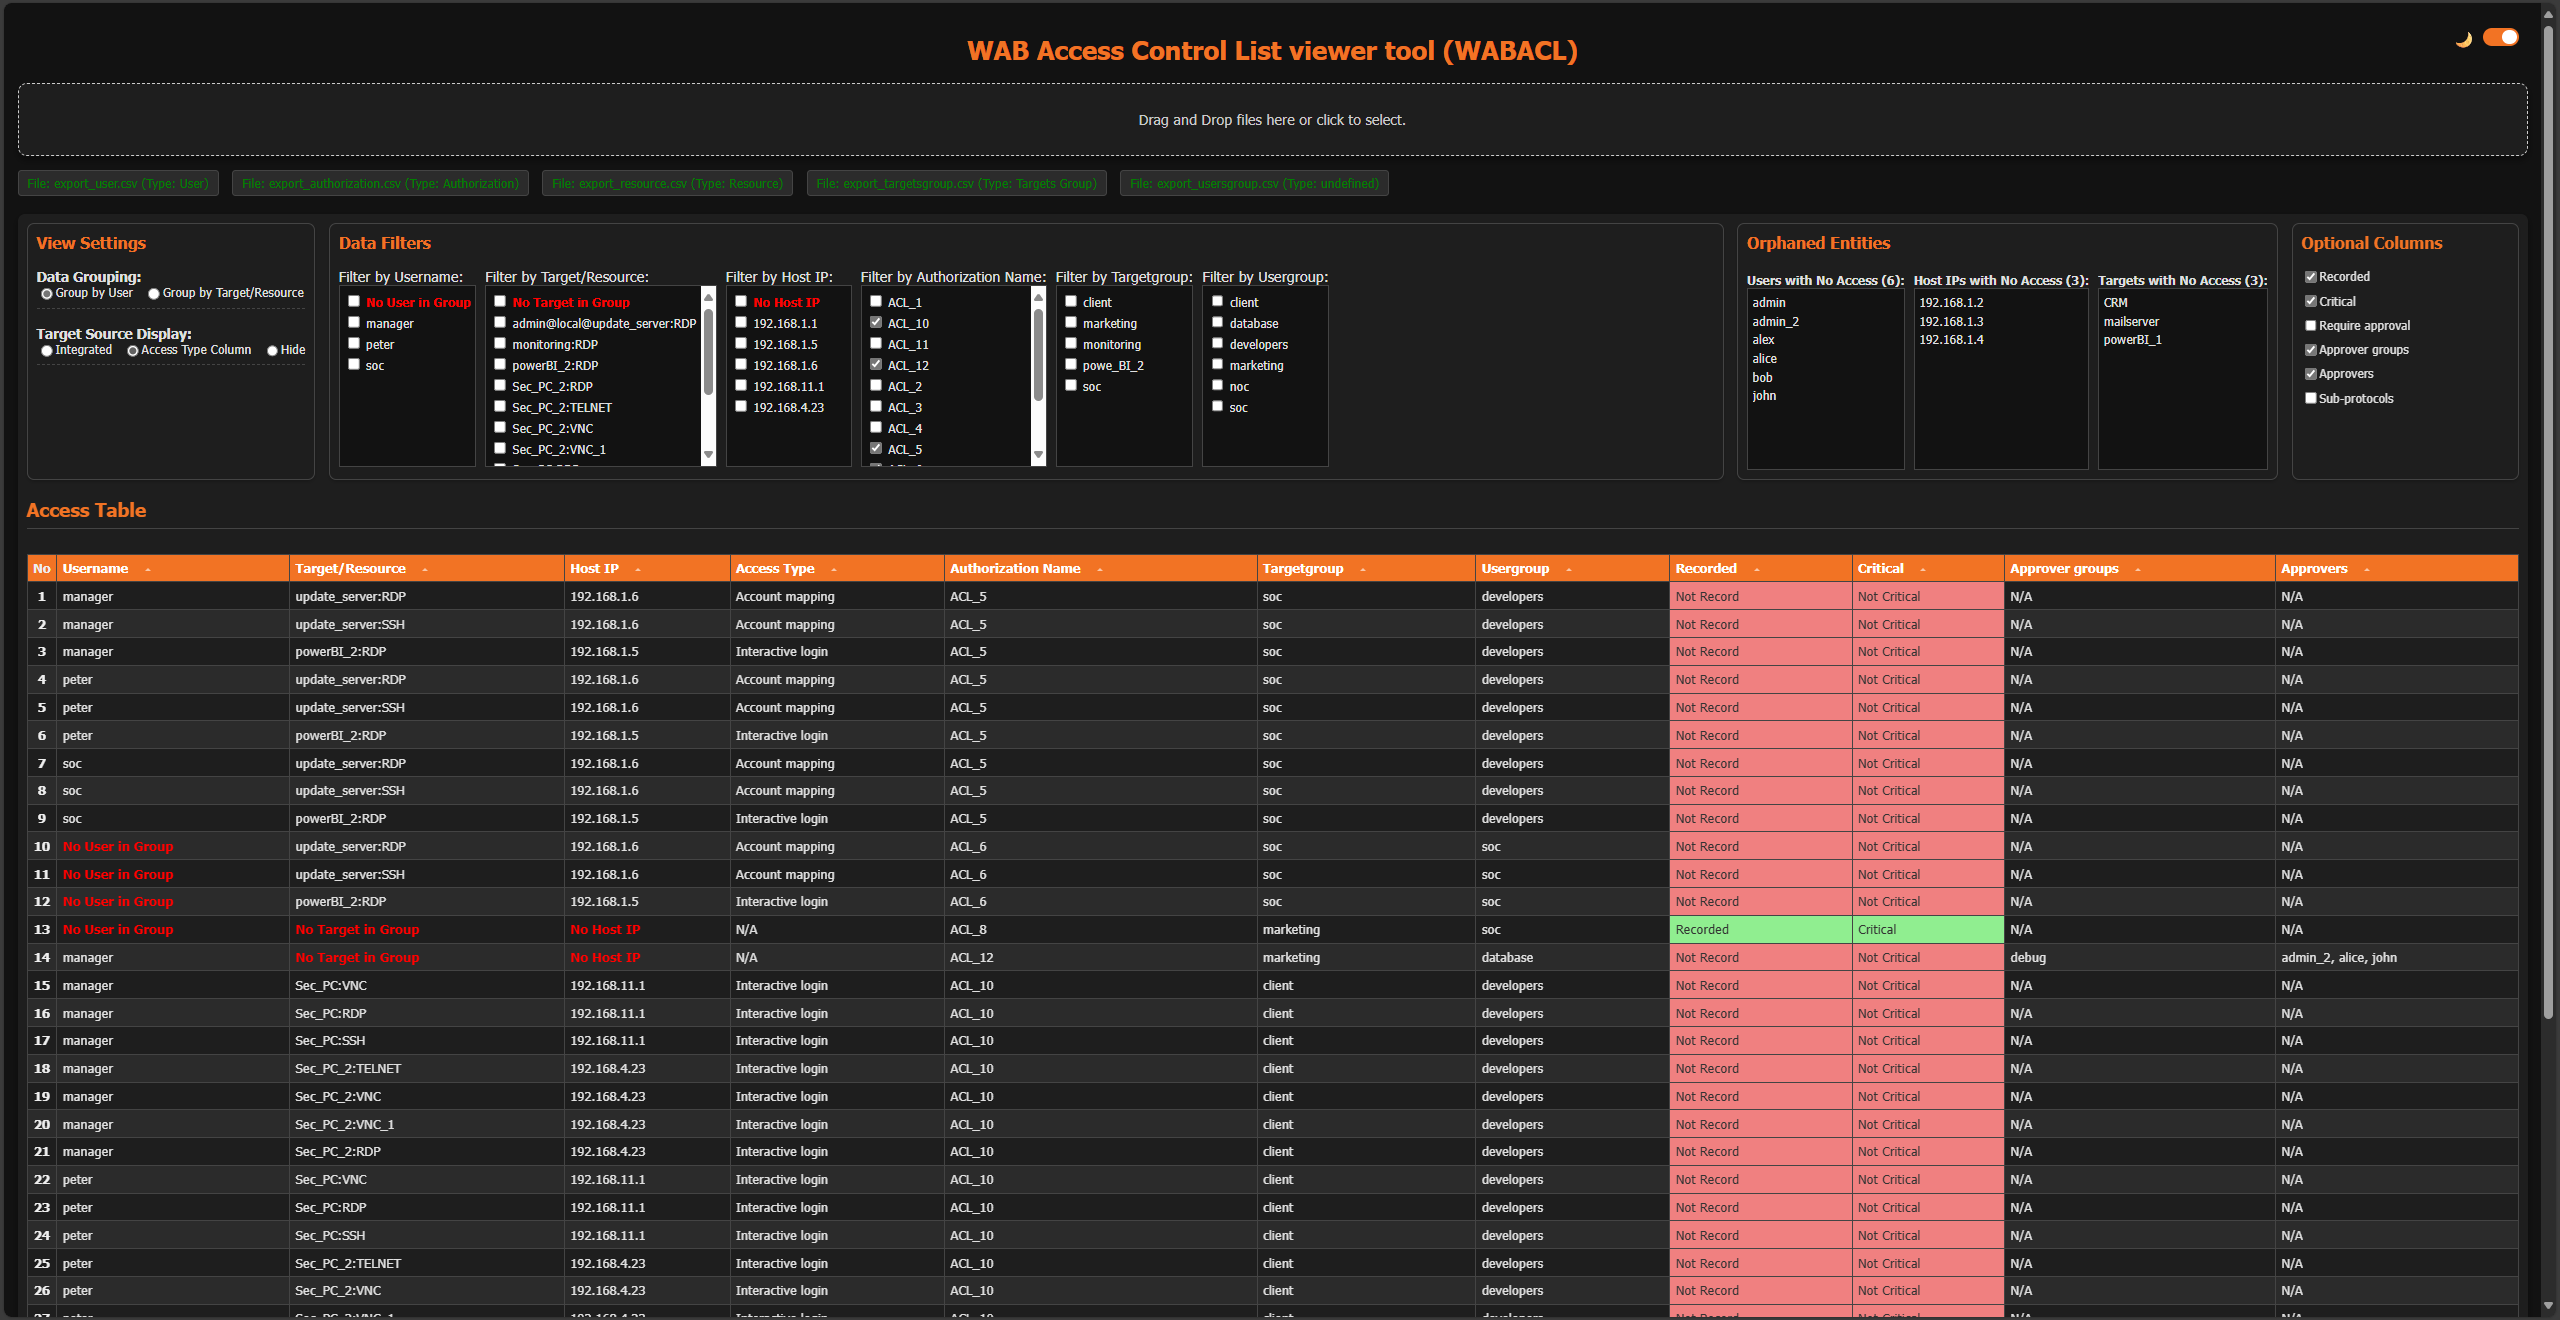 WAB Access Control List viewer tool (WABACL)
Drag and Drop files here or click to select.
File: export_user.csv (Type: User) File: export_authorization.csv (Type: Authorization) File: export_resource.csv (Type: Resource) File: export_targetsgroup.csv (Type: Targets Group) File: export_usersgroup.csv (Type: undefined)
View Settings
Data Grouping:
Group by User Group by Target/Resource
Target Source Display:
Integrated Access Type Column Hide
Data Filters
Filter by Username:
No User in Group
manager
peter
soc
Filter by Target/Resource:
No Target in Group
admin@local@update_server:RDP
monitoring:RDP
powerBI_2:RDP
Sec_PC_2:RDP
Sec_PC_2:TELNET
Sec_PC_2:VNC
Sec_PC_2:VNC_1
Filter by Host IP:
No Host IP
192.168.1.1
192.168.1.5
192.168.1.6
192.168.11.1
192.168.4.23
Filter by Authorization Name:
ACL_1
ACL_10
ACL_11
ACL_12
ACL_2
ACL_3
ACL_4
ACL_5
Filter by Targetgroup:
client
marketing
monitoring
powe_BI_2
soc
Filter by Usergroup:
client
database
developers
marketing
noc
soc
Orphaned Entities
Users with No Access (6):
admin
admin_2
alex
alice
bob
john
Host IPs with No Access (3):
192.168.1.2
192.168.1.3
192.168.1.4
Targets with No Access (3):
CRM
mailserver
powerBI_1
Optional Columns
Recorded
Critical
Require approval
Approver groups
Approvers
Sub-protocols
Access Table
No Username Target/Resource Host IP Access Type Authorization Name Targetgroup Usergroup Recorded Critical Approver groups Approvers
1 manager update_server:RDP 192.168.1.6 Account mapping ACL_5 soc developers Not Record Not Critical N/A N/A
2 manager update_server:SSH 192.168.1.6 Account mapping ACL_5 soc developers Not Record Not Critical N/A N/A
3 manager powerBI_2:RDP 192.168.1.5 Interactive login ACL_5 soc developers Not Record Not Critical N/A N/A
4 peter update_server:RDP 192.168.1.6 Account mapping ACL_5 soc developers Not Record Not Critical N/A N/A
5 peter update_server:SSH 192.168.1.6 Account mapping ACL_5 soc developers Not Record Not Critical N/A N/A
6 peter powerBI_2:RDP 192.168.1.5 Interactive login ACL_5 soc developers Not Record Not Critical N/A N/A
7 soc update_server:RDP 192.168.1.6 Account mapping ACL_5 soc developers Not Record Not Critical N/A N/A
8 soc update_server:SSH 192.168.1.6 Account mapping ACL_5 soc developers Not Record Not Critical N/A N/A
9 soc powerBI_2:RDP 192.168.1.5 Interactive login ACL_5 soc developers Not Record Not Critical N/A N/A
10 No User in Group update_server:RDP 192.168.1.6 Account mapping ACL_6 soc soc Not Record Not Critical N/A N/A
11 No User in Group update_server:SSH 192.168.1.6 Account mapping ACL_6 soc soc Not Record Not Critical N/A N/A
12 No User in Group powerBI_2:RDP 192.168.1.5 Interactive login ACL_6 soc soc Not Record Not Critical N/A N/A
13 No User in Group No Target in Group No Host IP N/A ACL_8 marketing soc Recorded Critical N/A N/A
14 manager No Target in Group No Host IP N/A ACL_12 marketing database Not Record Not Critical debug admin_2, alice, john
15 manager Sec_PC:VNC 192.168.11.1 Interactive login ACL_10 client developers Not Record Not Critical N/A N/A
16 manager Sec_PC:RDP 192.168.11.1 Interactive login ACL_10 client developers Not Record Not Critical N/A N/A
17 manager Sec_PC:SSH 192.168.11.1 Interactive login ACL_10 client developers Not Record Not Critical N/A N/A
18 manager Sec_PC_2:TELNET 192.168.4.23 Interactive login ACL_10 client developers Not Record Not Critical N/A N/A
19 manager Sec_PC_2:VNC 192.168.4.23 Interactive login ACL_10 client developers Not Record Not Critical N/A N/A
20 manager Sec_PC_2:VNC_1 192.168.4.23 Interactive login ACL_10 client developers Not Record Not Critical N/A N/A
21 manager Sec_PC_2:RDP 192.168.4.23 Interactive login ACL_10 client developers Not Record Not Critical N/A N/A
22 peter Sec_PC:VNC 192.168.11.1 Interactive login ACL_10 client developers Not Record Not Critical N/A N/A
23 peter Sec_PC:RDP 192.168.11.1 Interactive login ACL_10 client developers Not Record Not Critical N/A N/A
24 peter Sec_PC:SSH 192.168.11.1 Interactive login ACL_10 client developers Not Record Not Critical N/A N/A
25 peter Sec_PC_2:TELNET 192.168.4.23 Interactive login ACL_10 client developers Not Record Not Critical N/A N/A
26 peter Sec_PC_2:VNC 192.168.4.23 Interactive login ACL_10 client developers Not Record Not Critical N/A N/A